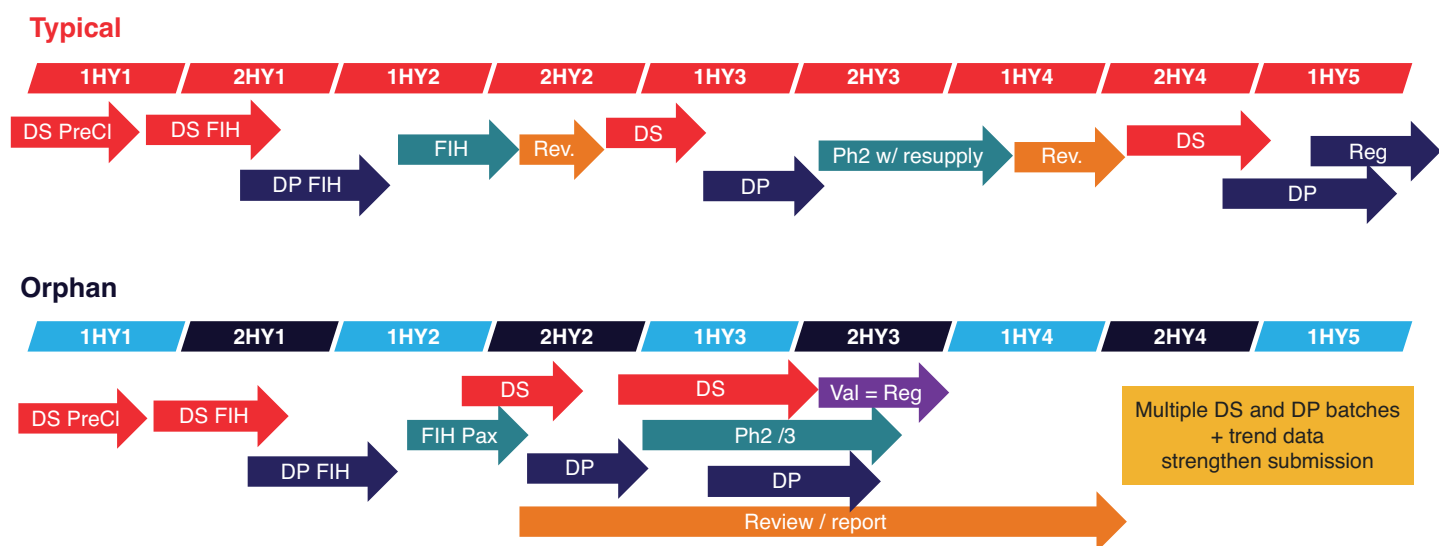 Typical
1HY1 2HY1 1HY2 2HY2 1HY3 2HY3 1HY4 2HY4 1HY5
DS PreCl
DS FIH
DP FIH
FIH
Rev.
DS
DP
Ph2 w/ resupply
Rev.
DS
DP
Reg
Orphan
1HY1 2HY1 1HY2 2HY2 1HY3 2HY3 1HY4 2HY4 1HY5
DS PreCl
DS FIH
DP FIH
FIH Pax
DS
DP
DS
Ph2 /3
DP
Val = Reg
Review / report
Multiple DS and DP batches
+ trend data
strengthen submission